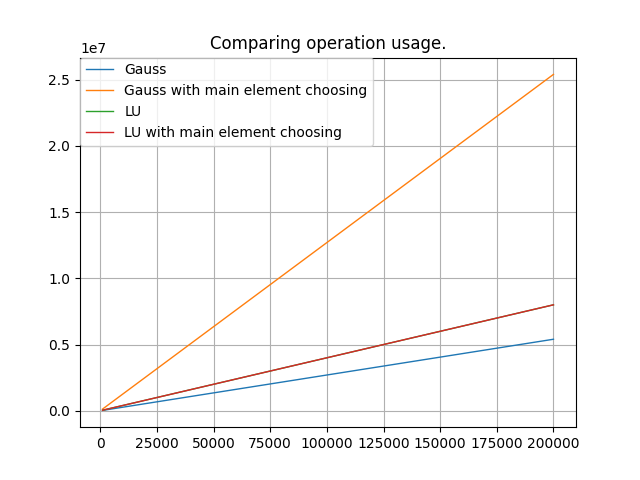 Comparing operation usage.
1e7
Gauss
Gauss with main element choosing
LU
LU with main element choosing
2.5
2.0
1.5
1.0
0.5
0.0
0 25000 50000 75000 100000 125000 150000 175000 200000